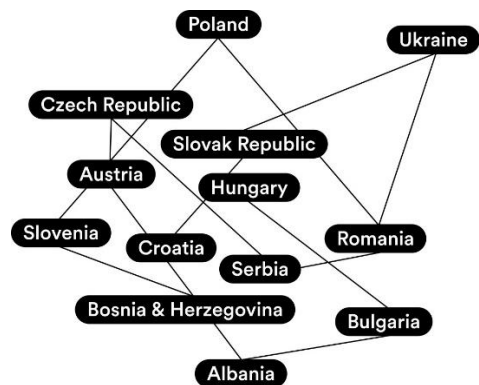 Poland
Ukraine
Czech Republic
Slovak Republic
Austria
Hungary
Slovenia
Croatia
Romania
Serbia
Bosnia & Herzegovina
Bulgaria
Albania